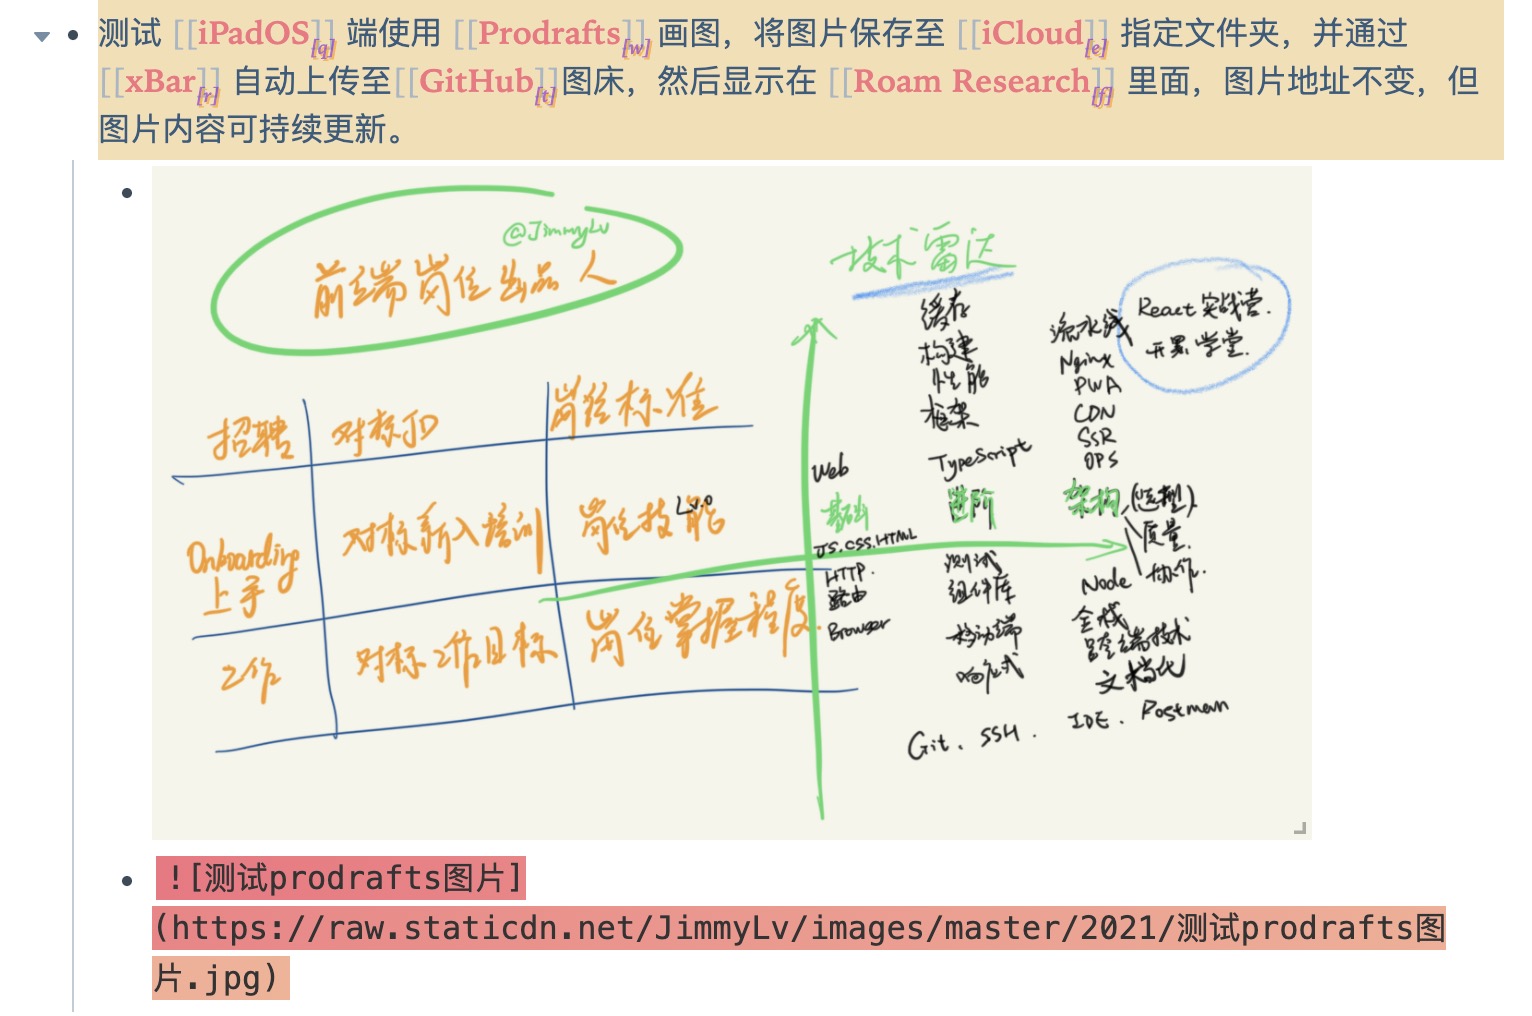 测试 [[iPadOS[q]]] 端使用 [[Prodrafts[w]]] 画图，将图片保存至 [[iCloud[e]]] 指定文件夹，并通过
[[xBar[r]]] 自动上传至[[GitHub[t]]]图床，然后显示在 [[Roam Research[f]]] 里面，图片地址不变，但
图片内容可持续更新。
@JimmyLv
前端岗位出品人
招聘
对标JD
岗位标准
Onboarding
上手
对标新人培训
岗位技能
Lv.0
工作
对标工作目标
岗位掌握程度
技术雷达
缓存
构建
性能
框架
TypeScript
进阶
测试
组件库
移动端
响应式
流水线
Nginx
PWA
CDN
SSR
OPS
架构 (选型)
质量
协作.
Node
全栈
跨端技术
文档化
React 实战营.
开黑学堂.
Web
基础
JS.CSS.HTML
HTTP.
路由
Browser
Git、SSH.
IDE、Postman
![测试prodrafts图片]
(https://raw.staticdn.net/JimmyLv/images/master/2021/测试prodrafts图
片.jpg)